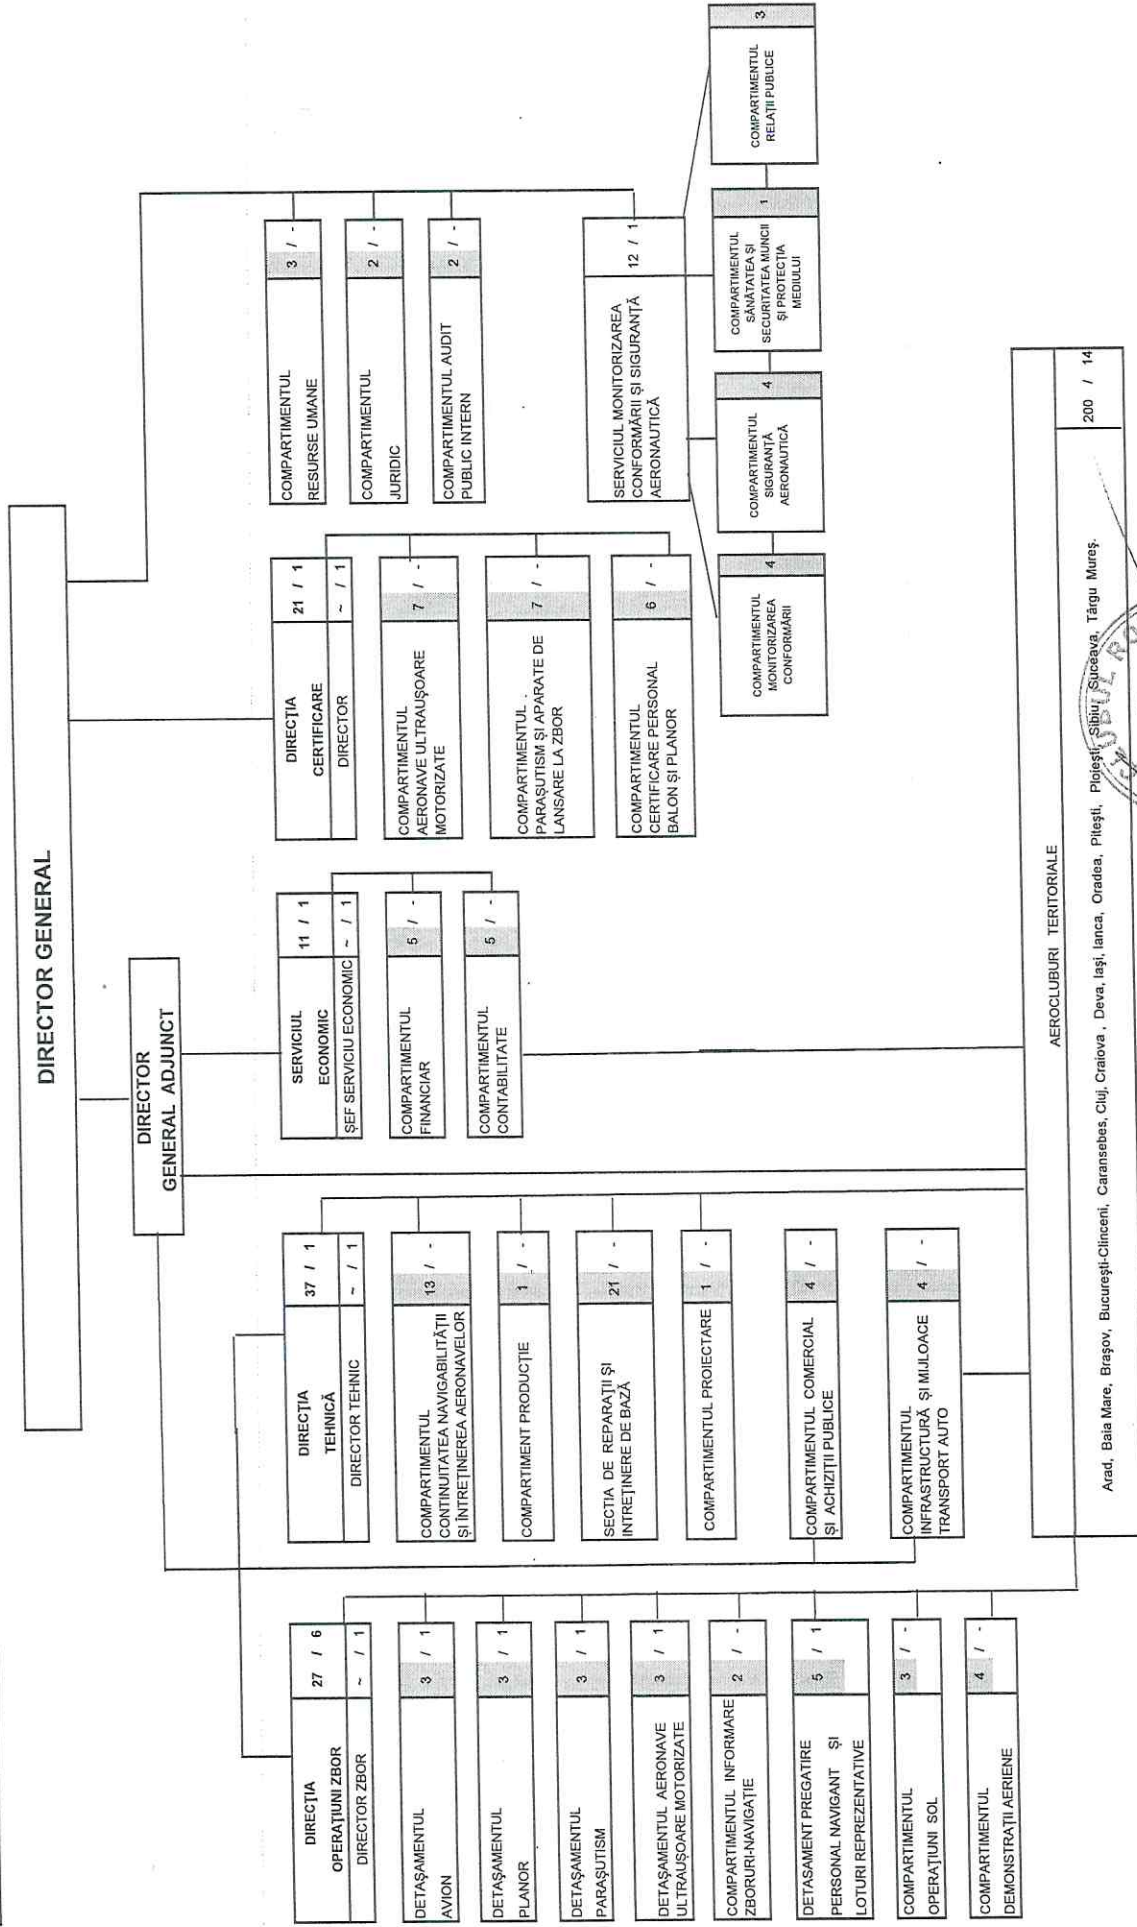 DIRECTOR GENERAL
DIRECTOR
GENERAL ADJUNCT
DIRECȚIA
OPERAȚIUNI ZBOR
27 / 6
DIRECTOR ZBOR
~ / 1
DETAȘAMENTUL
AVION
3 / 1
DETAȘAMENTUL
PLANOR
3 / 1
DETAȘAMENTUL
PARAȘUTISM
3 / 1
DETAȘAMENTUL AERONAVE
ULTRAUȘOARE MOTORIZATE
3 / 1
COMPARTIMENTUL INFORMARE
ZBORURI-NAVIGAȚIE
2 / -
DETASAMENT PREGATIRE
PERSONAL NAVIGANT ȘI
LOTURI REPREZENTATIVE
5 / 1
COMPARTIMENTUL
OPERAȚIUNI SOL
3 / -
COMPARTIMENTUL
DEMONSTRAȚII AERIENE
4 / -
DIRECȚIA
TEHNICĂ
37 / 1
DIRECTOR TEHNIC
~ / 1
COMPARTIMENTUL
CONTINUITATEA NAVIGABILITĂȚII
ȘI ÎNTREȚINEREA AERONAVELOR
13 / -
COMPARTIMENT PRODUCȚIE
1 / -
SECTIA DE REPARAȚII ȘI
INTREȚINERE DE BAZĂ
21 / -
COMPARTIMENTUL PROIECTARE
1 / -
COMPARTIMENTUL COMERCIAL
ȘI ACHIZIȚII PUBLICE
4 / -
COMPARTIMENTUL
INFRASTRUCTURĂ ȘI MIJLOACE
TRANSPORT AUTO
4 / -
SERVICIUL
ECONOMIC
11 / 1
ȘEF SERVICIU ECONOMIC
~ / 1
COMPARTIMENTUL
FINANCIAR
5 / -
COMPARTIMENTUL
CONTABILITATE
5 / -
DIRECȚIA
CERTIFICARE
21 / 1
DIRECTOR
~ / 1
COMPARTIMENTUL
AERONAVE ULTRAUȘOARE
MOTORIZATE
7 / -
COMPARTIMENTUL
PARAȘUTISM ȘI APARATE DE
LANSARE LA ZBOR
7 / -
COMPARTIMENTUL
CERTIFICARE PERSONAL
BALON ȘI PLANOR
6 / -
COMPARTIMENTUL
RESURSE UMANE
3 / -
COMPARTIMENTUL
JURIDIC
2 / -
COMPARTIMENTUL AUDIT
PUBLIC INTERN
2 / -
SERVICIUL MONITORIZAREA
CONFORMĂRII ȘI SIGURANȚĂ
AERONAUTICĂ
12 / 1
COMPARTIMENTUL
MONITORIZAREA
CONFORMĂRII
4
COMPARTIMENTUL
SIGURANȚĂ
AERONAUTICĂ
4
COMPARTIMENTUL
SĂNĂTATEA ȘI
SECURITATEA MUNCII
ȘI PROTECȚIA
MEDIULUI
1
COMPARTIMENTUL
RELAȚII PUBLICE
3
AEROCLUBURI TERITORIALE
200 / 14
Arad, Baia Mare, Brașov, București-Clinceni, Caransebes, Cluj, Craiova , Deva, Iași, Ianca, Oradea, Pitești, Ploiești, Sibiu, Suceava, Târgu Mureș.